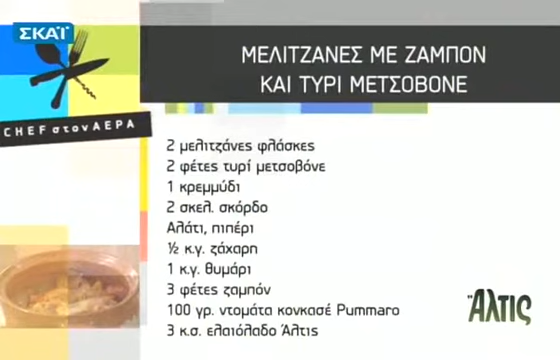 ΣΚΑΪ
ΜΕΛΙΤΖΑΝΕΣ ΜΕ ΖΑΜΠΟΝ
ΚΑΙ ΤΥΡΙ ΜΕΤΣΟΒΟΝΕ
CHEF στον ΑΕΡΑ
2 μελιτζάνες φλάσκες
2 φέτες τυρί μετσοβόνε
1 κρεμμύδι
2 σκελ. σκόρδο
Αλάτι, πιπέρι
½ κ.γ. ζάχαρη
1 κ.γ. θυμάρι
3 φέτες ζαμπόν
100 γρ. ντομάτα κονκασέ Pummaro
3 κ.σ. ελαιόλαδο Άλτις
Άλτις